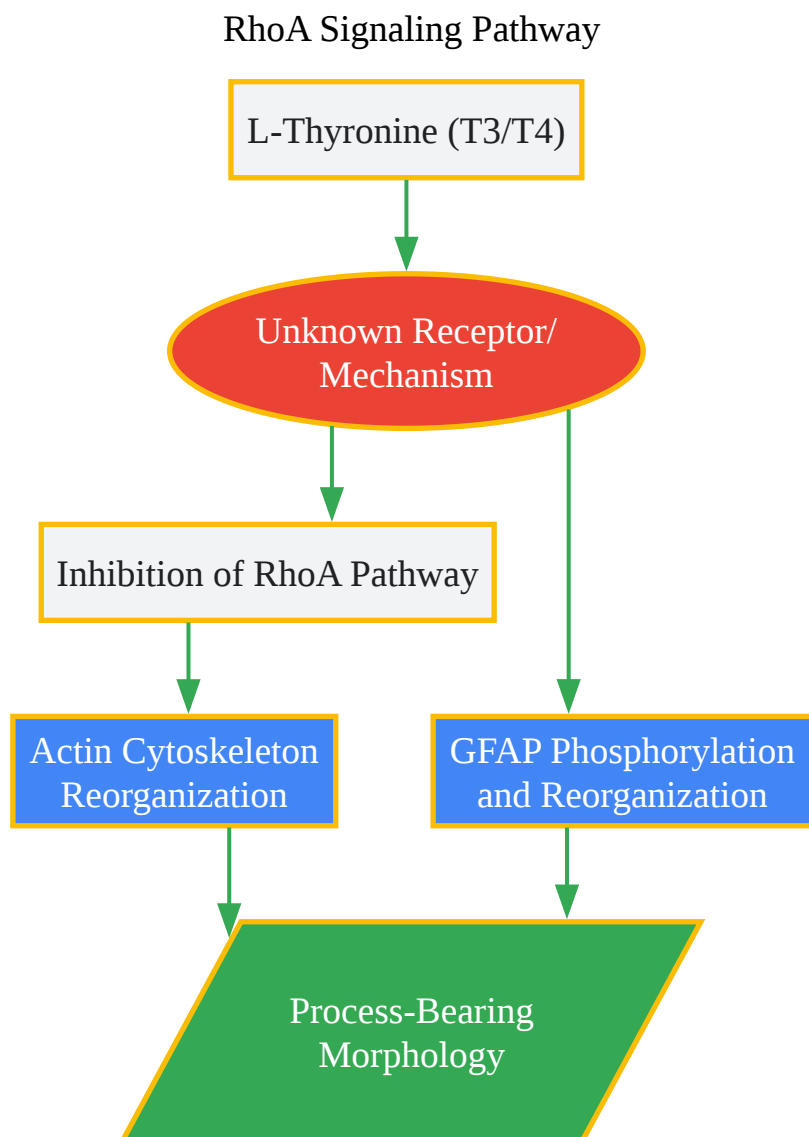 RhoA Signaling Pathway
L-Thyronine (T3/T4)
Unknown Receptor/
Mechanism
Inhibition of RhoA Pathway
Actin Cytoskeleton
Reorganization
GFAP Phosphorylation
and Reorganization
Process-Bearing
Morphology